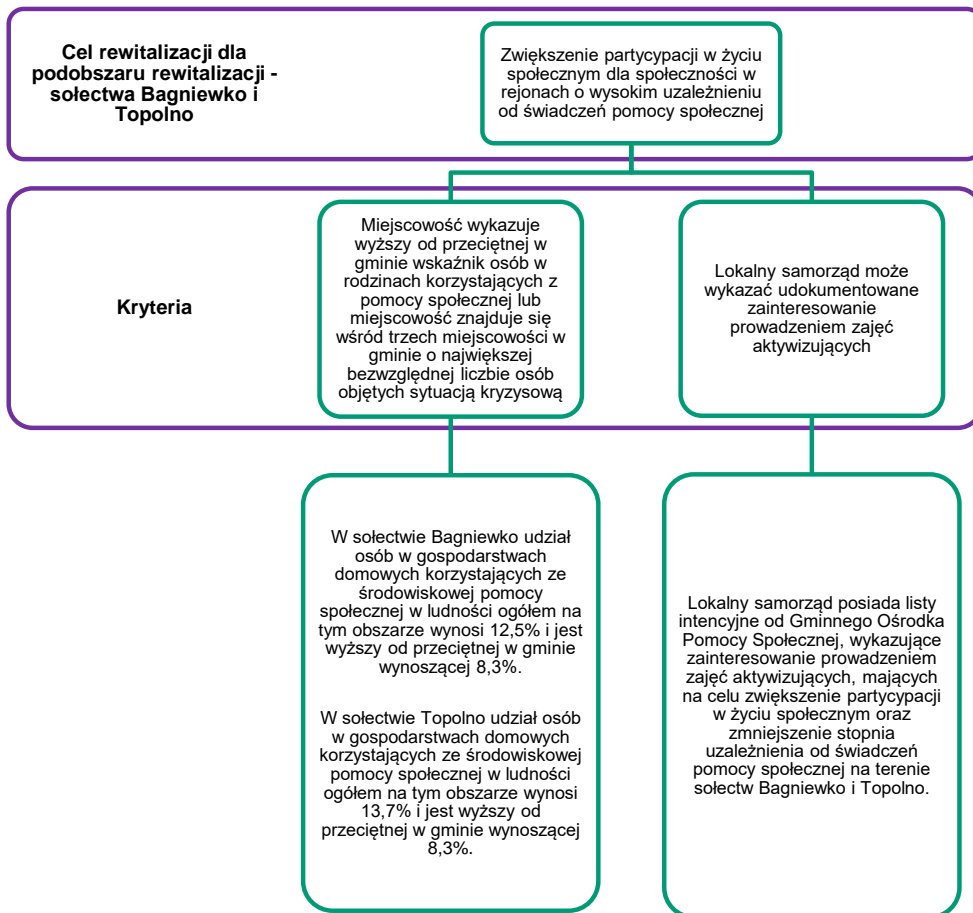 Cel rewitalizacji dla
podobszaru rewitalizacji -
sołectwa Bagniewko i
Topolno
Zwiększenie partycypacji w życiu
społecznym dla społeczności w
rejonach o wysokim uzależnieniu
od świadczeń pomocy społecznej
Kryteria
Miejscowość wykazuje
wyższy od przeciętnej w
gminie wskaźnik osób w
rodzinach korzystających z
pomocy społecznej lub
miejscowość znajduje się
wśród trzech miejscowości w
gminie o największej
bezwzględnej liczbie osób
objętych sytuacją kryzysową
Lokalny samorząd może
wykazać udokumentowane
zainteresowanie
prowadzeniem zajęć
aktywizujących
W sołectwie Bagniewko udział
osób w gospodarstwach
domowych korzystających ze
środowiskowej pomocy
społecznej w ludności ogółem na
tym obszarze wynosi 12,5% i jest
wyższy od przeciętnej w gminie
wynoszącej 8,3%.
W sołectwie Topolno udział osób
w gospodarstwach domowych
korzystających ze środowiskowej
pomocy społecznej w ludności
ogółem na tym obszarze wynosi
13,7% i jest wyższy od
przeciętnej w gminie wynoszącej
8,3%.
Lokalny samorząd posiada listy
intencyjne od Gminnego Ośrodka
Pomocy Społecznej, wykazujące
zainteresowanie prowadzeniem
zajęć aktywizujących, mających
na celu zwiększenie partycypacji
w życiu społecznym oraz
zmniejszenie stopnia
uzależnienia od świadczeń
pomocy społecznej na terenie
sołectw Bagniewko i Topolno.